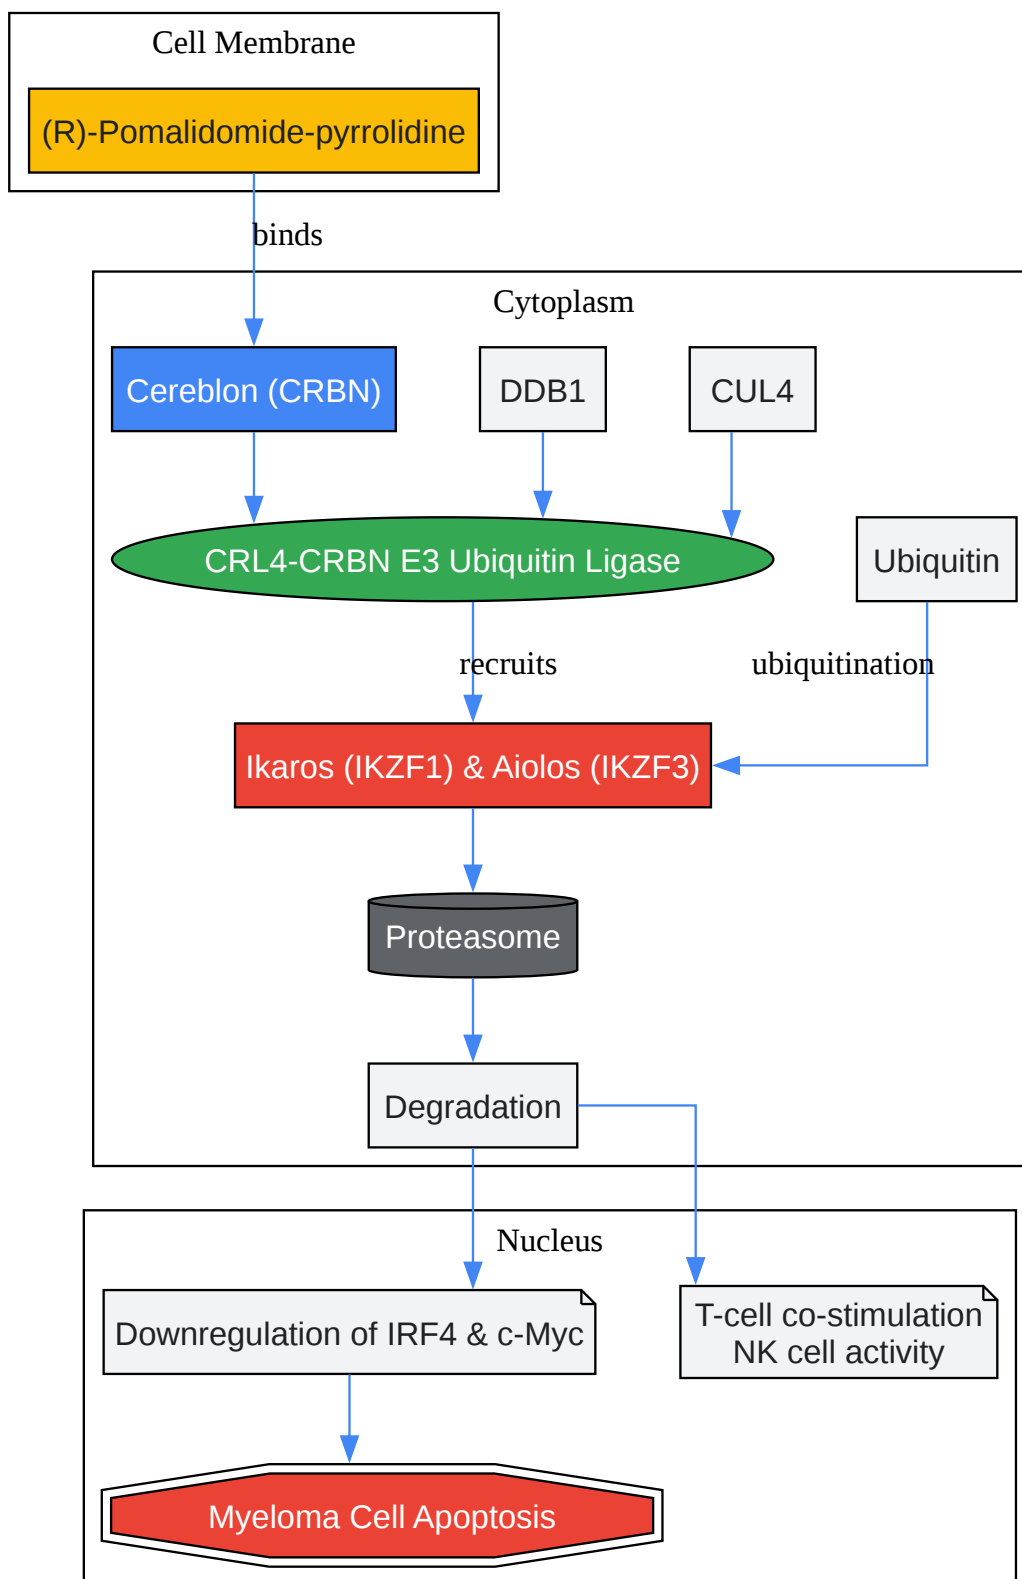 Cell Membrane
(R)-Pomalidomide-pyrrolidine
binds
Cytoplasm
Cereblon (CRBN)
DDB1
CUL4
CRL4-CRBN E3 Ubiquitin Ligase
Ubiquitin
recruits
ubiquitination
Ikaros (IKZF1) & Aiolos (IKZF3)
Proteasome
Degradation
Nucleus
Downregulation of IRF4 & c-Myc
T-cell co-stimulation
NK cell activity
Myeloma Cell Apoptosis